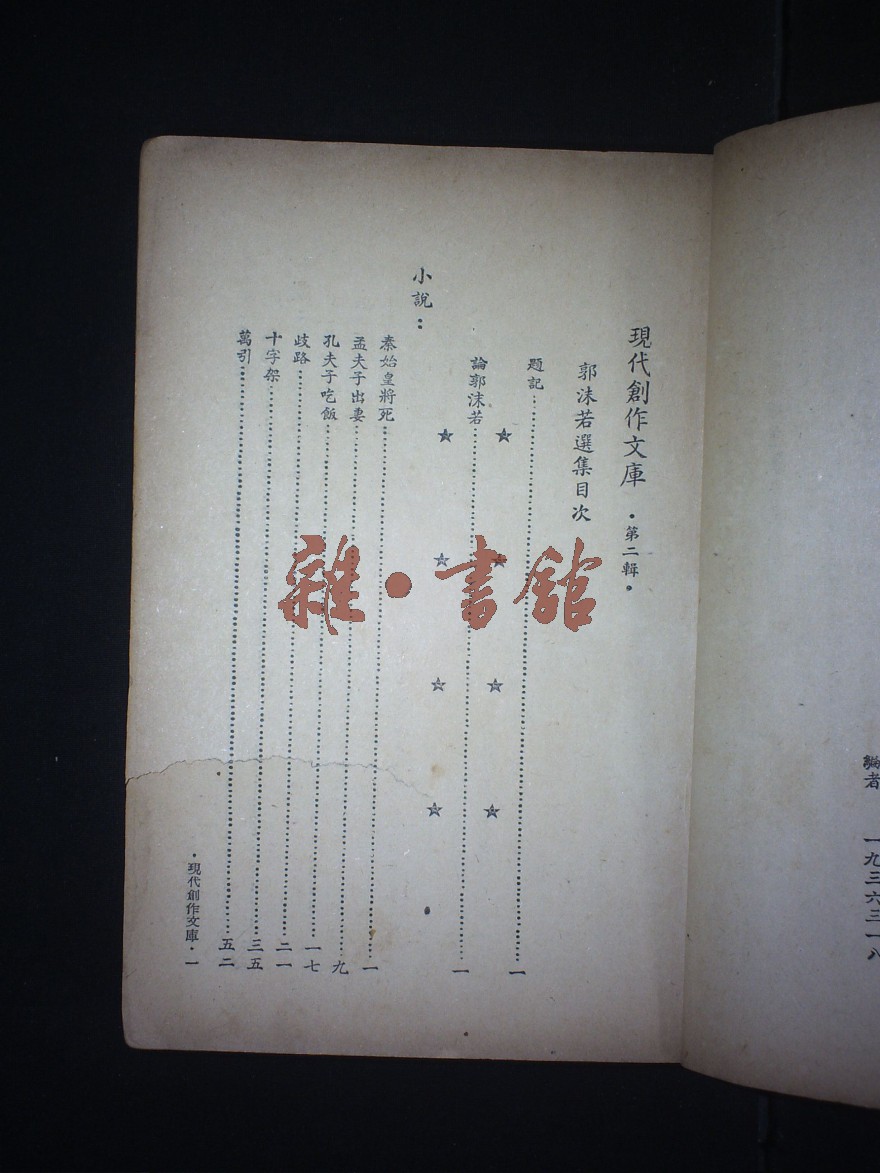 編者　一九三六三一八
現代創作文庫　•第二輯•
郭沫若選集目次
題記……………………一
論郭沫若……………………一
小說：
秦始皇將死……………………一
孟夫子出妻……………………九
孔夫子吃飯……………………一七
歧路……………………二一
十字架……………………三五
萬引……………………五二
•現代創作文庫•一
雜•書館